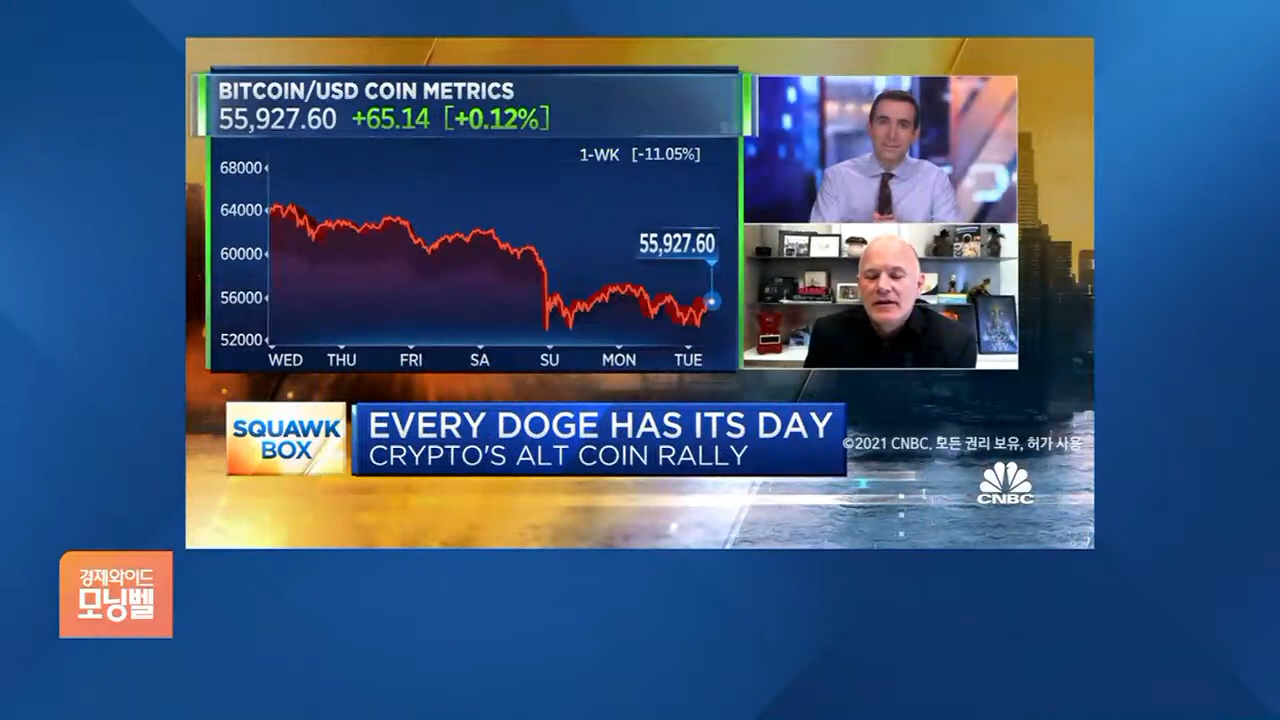 BITCOIN/USD COIN METRICS
55,927.60 +65.14 [+0.12%]
1-WK [-11.05%]
68000
64000
60000
56000
52000
55,927.60
WED THU FRI SA SU MON TUE
SQUAWK
BOX
EVERY DOGE HAS ITS DAY
CRYPTO'S ALT COIN RALLY
©2021 CNBC, 모든 권리 보유, 허가 사용
CNBC
경제와이드
모닝벨